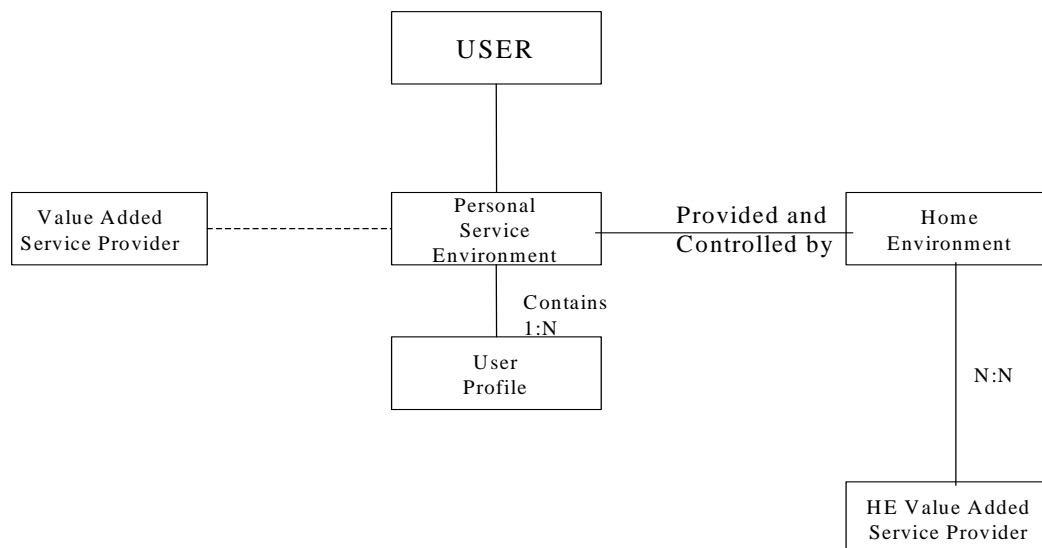 USER
Value Added
Service Provider
Personal
Service
Environment
Provided and
Controlled by
Home
Environment
Contains
1:N
User
Profile
N:N
HE Value Added
Service Provider